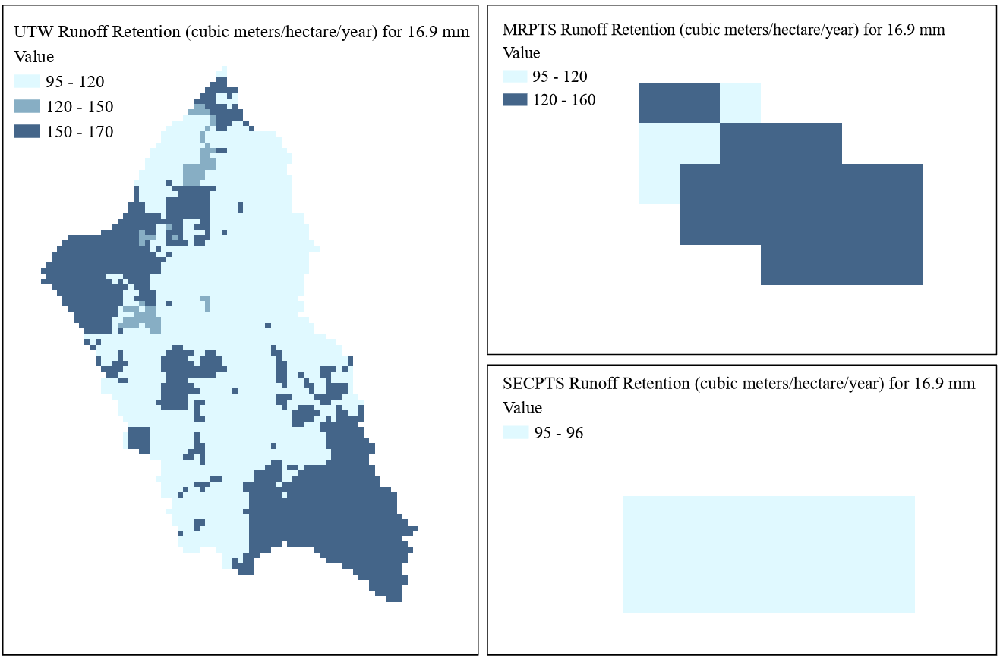 UTW Runoff Retention (cubic meters/hectare/year) for 16.9 mm
Value
95 - 120
120 - 150
150 - 170
MRPTS Runoff Retention (cubic meters/hectare/year) for 16.9 mm
Value
95 - 120
120 - 160
SECPTS Runoff Retention (cubic meters/hectare/year) for 16.9 mm
Value
95 - 96